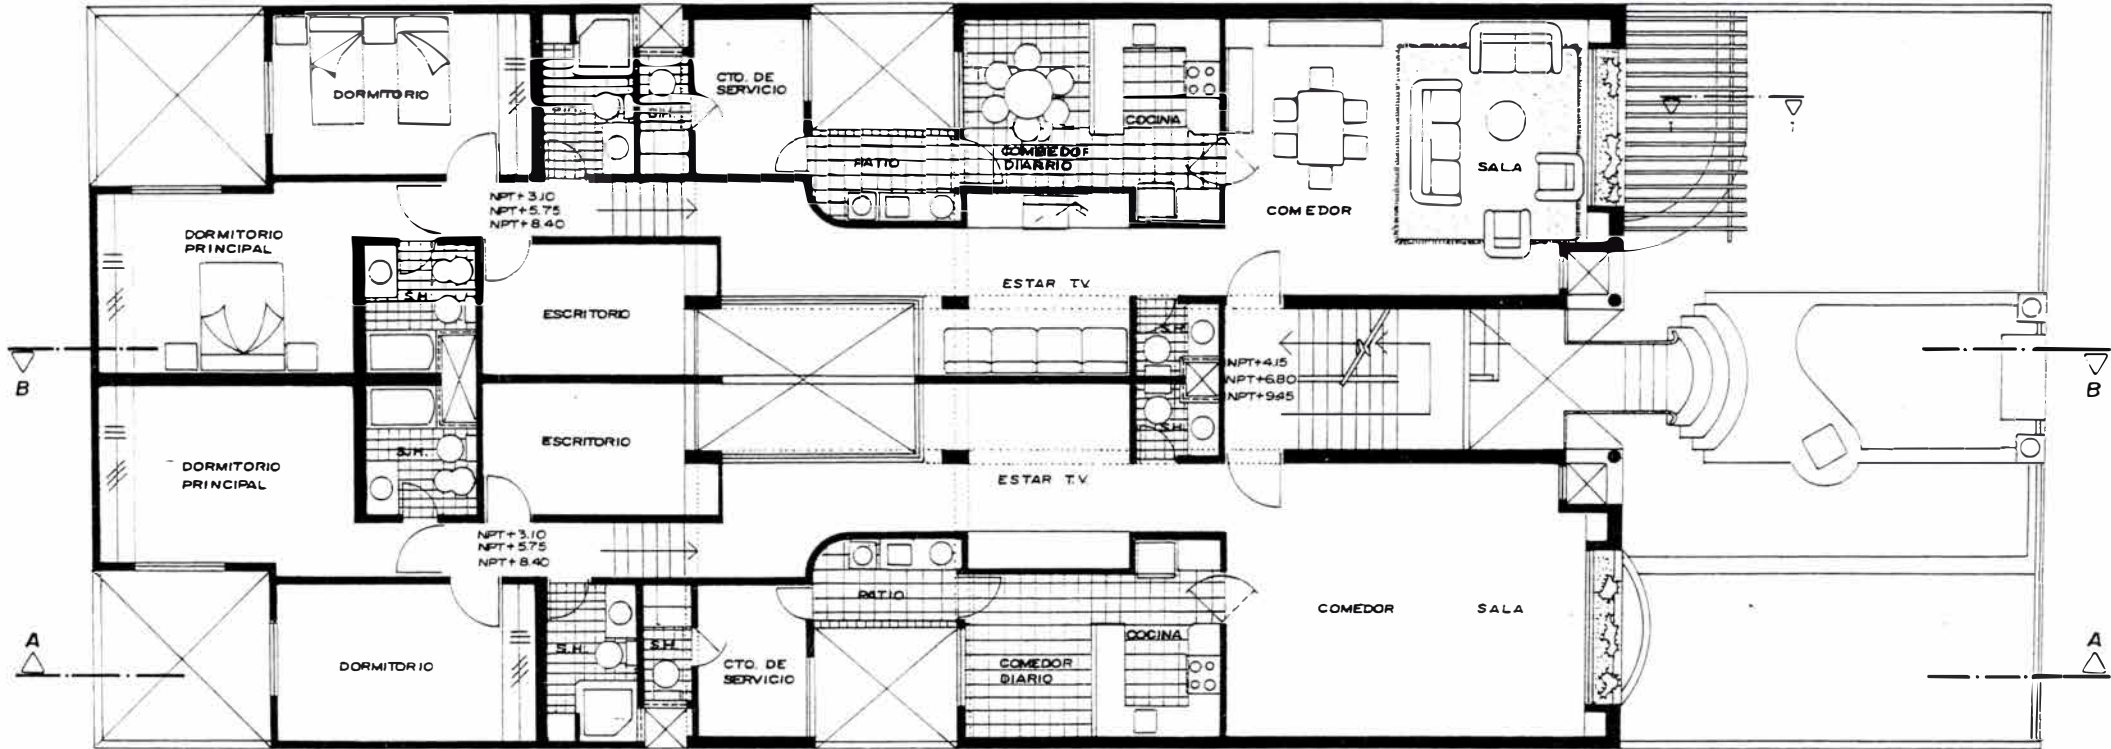 CTO. DE
SERVICIO
DORMITORIO
S.H.
COCINA
PATIO
COMEDOR
DIARIO
SALA
NPT+3.10
NPT+5.75
NPT+8.40
COMEDOR
DORMITORIO
PRINCIPAL
S.H.
ESTAR T.V.
ESCRITORIO
S.H.
NPT+4.15
NPT+6.80
NPT+9.45
B
B
ESCRITORIO
S.H.
S.H.
DORMITORIO
PRINCIPAL
ESTAR T.V.
NPT+3.10
NPT+5.75
NPT+8.40
PATIO
COMEDOR
SALA
COCINA
A
A
S.H.
S.H.
DORMITORIO
CTO. DE
SERVICIO
COMEDOR
DIARIO